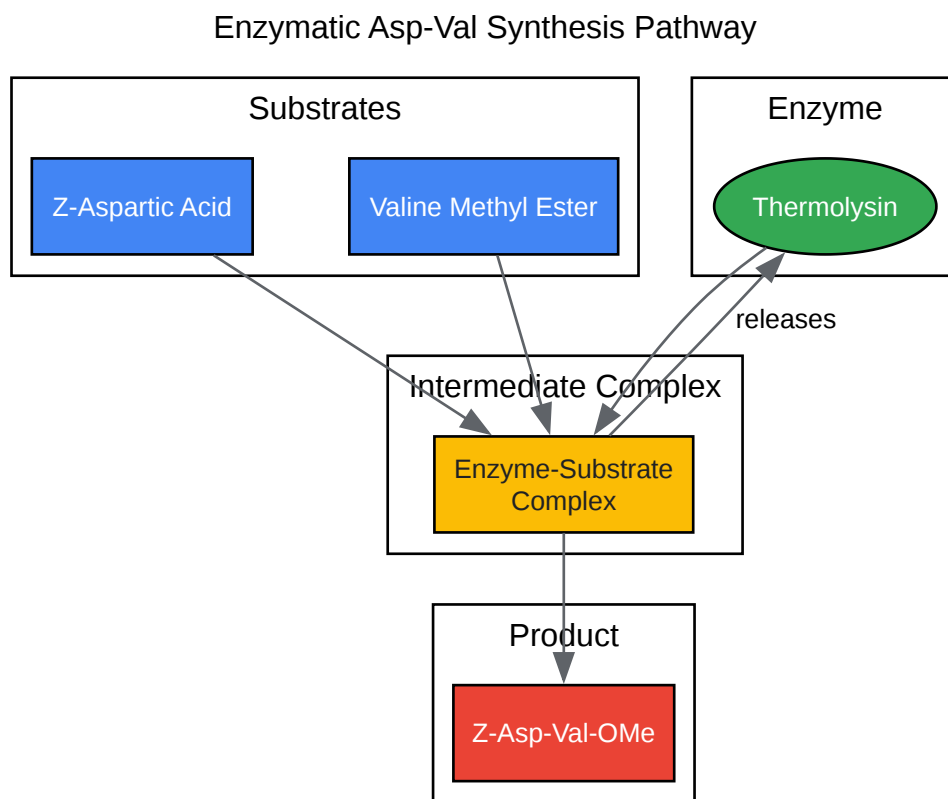 Enzymatic Asp-Val Synthesis Pathway
Substrates
Enzyme
Z-Aspartic Acid
Valine Methyl Ester
Thermolysin
releases
Intermediate Complex
Enzyme-Substrate
Complex
Product
Z-Asp-Val-OMe